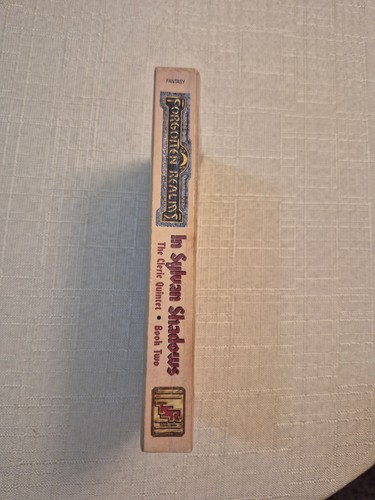 FANTASY
FORGOTTEN REALMS
In Sylvan Shadows
The Cleric Quintet • Book Two